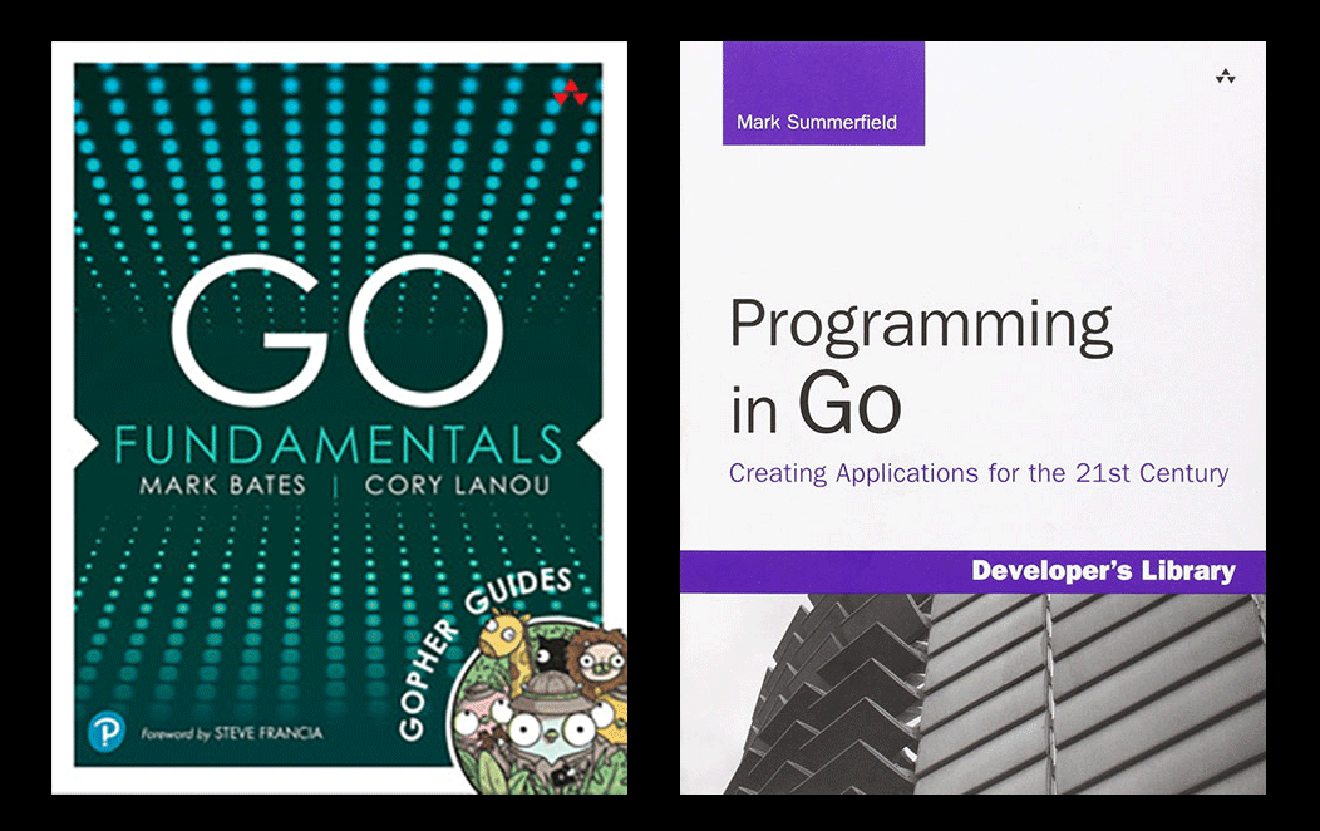 GO
FUNDAMENTALS
MARK BATES | CORY LANOU
GOPHER GUIDES
P
Foreword by STEVE FRANCIA
Mark Summerfield
Programming
in Go
Creating Applications for the 21st Century
Developer's Library